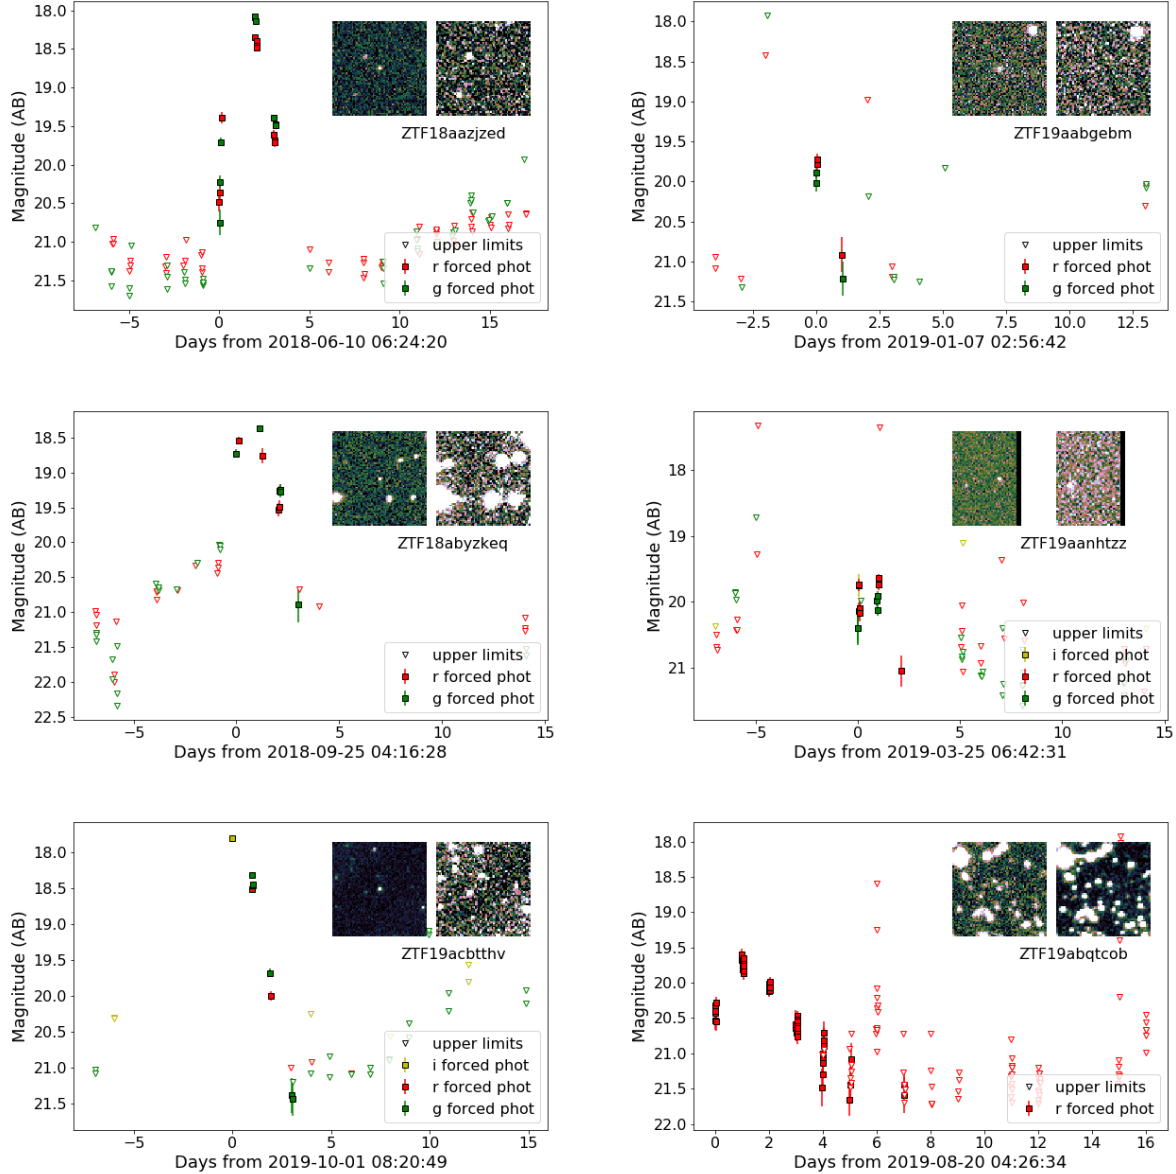 18.0
18.5
19.0
19.5
20.0
20.5
21.0
21.5
Magnitude (AB)
ZTF18aazjzed
upper limits
r forced phot
g forced phot
−5 0 5 10 15
Days from 2018-06-10 06:24:20
18.0
18.5
19.0
19.5
20.0
20.5
21.0
21.5
Magnitude (AB)
ZTF19aabgebm
upper limits
r forced phot
g forced phot
−2.5 0.0 2.5 5.0 7.5 10.0 12.5
Days from 2019-01-07 02:56:42
18.5
19.0
19.5
20.0
20.5
21.0
21.5
22.0
22.5
Magnitude (AB)
ZTF18abyzkeq
upper limits
r forced phot
g forced phot
−5 0 5 10 15
Days from 2018-09-25 04:16:28
18
19
20
21
Magnitude (AB)
ZTF19aanhtzz
upper limits
i forced phot
r forced phot
g forced phot
−5 0 5 10 15
Days from 2019-03-25 06:42:31
18.0
18.5
19.0
19.5
20.0
20.5
21.0
21.5
Magnitude (AB)
ZTF19acbtthv
upper limits
i forced phot
r forced phot
g forced phot
−5 0 5 10 15
Days from 2019-10-01 08:20:49
18.0
18.5
19.0
19.5
20.0
20.5
21.0
21.5
22.0
Magnitude (AB)
ZTF19abqtcob
upper limits
r forced phot
0 2 4 6 8 10 12 14 16
Days from 2019-08-20 04:26:34